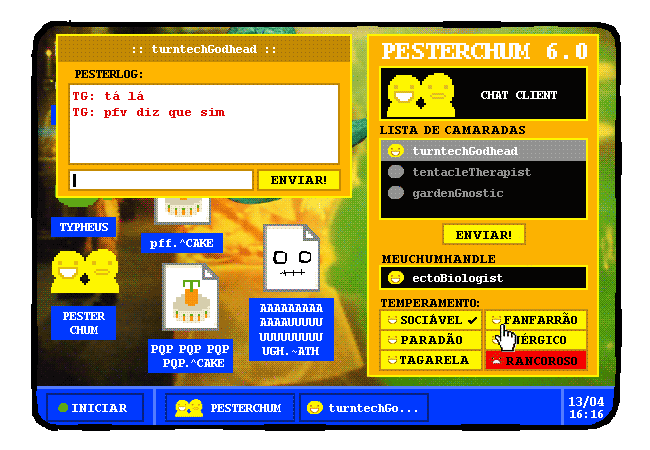 :: turntechGodhead ::
PESTERLOG:
TG: tá lá
TG: pfv diz que sim
ENVIAR!
PESTERCHUM 6.0
CHAT CLIENT
LISTA DE CAMARADAS
turntechGodhead
tentacleTherapist
gardenGnostic
ENVIAR!
MEUCHUMHANDLE
ectoBiologist
TEMPERAMENTO:
SOCIÁVEL
FANFARRÃO
PARADÃO
TAGARELA
RANCOROSO
TYPHEUS
pff.^CAKE
PESTER
CHUM
PQP PQP PQP
PQP.^CAKE
AAAAAAAAA
AAAAUUUUU
UUUUUUUUU
UGH.~ATH
INICIAR
PESTERCHUM
turntechGo...
13/04
16:16